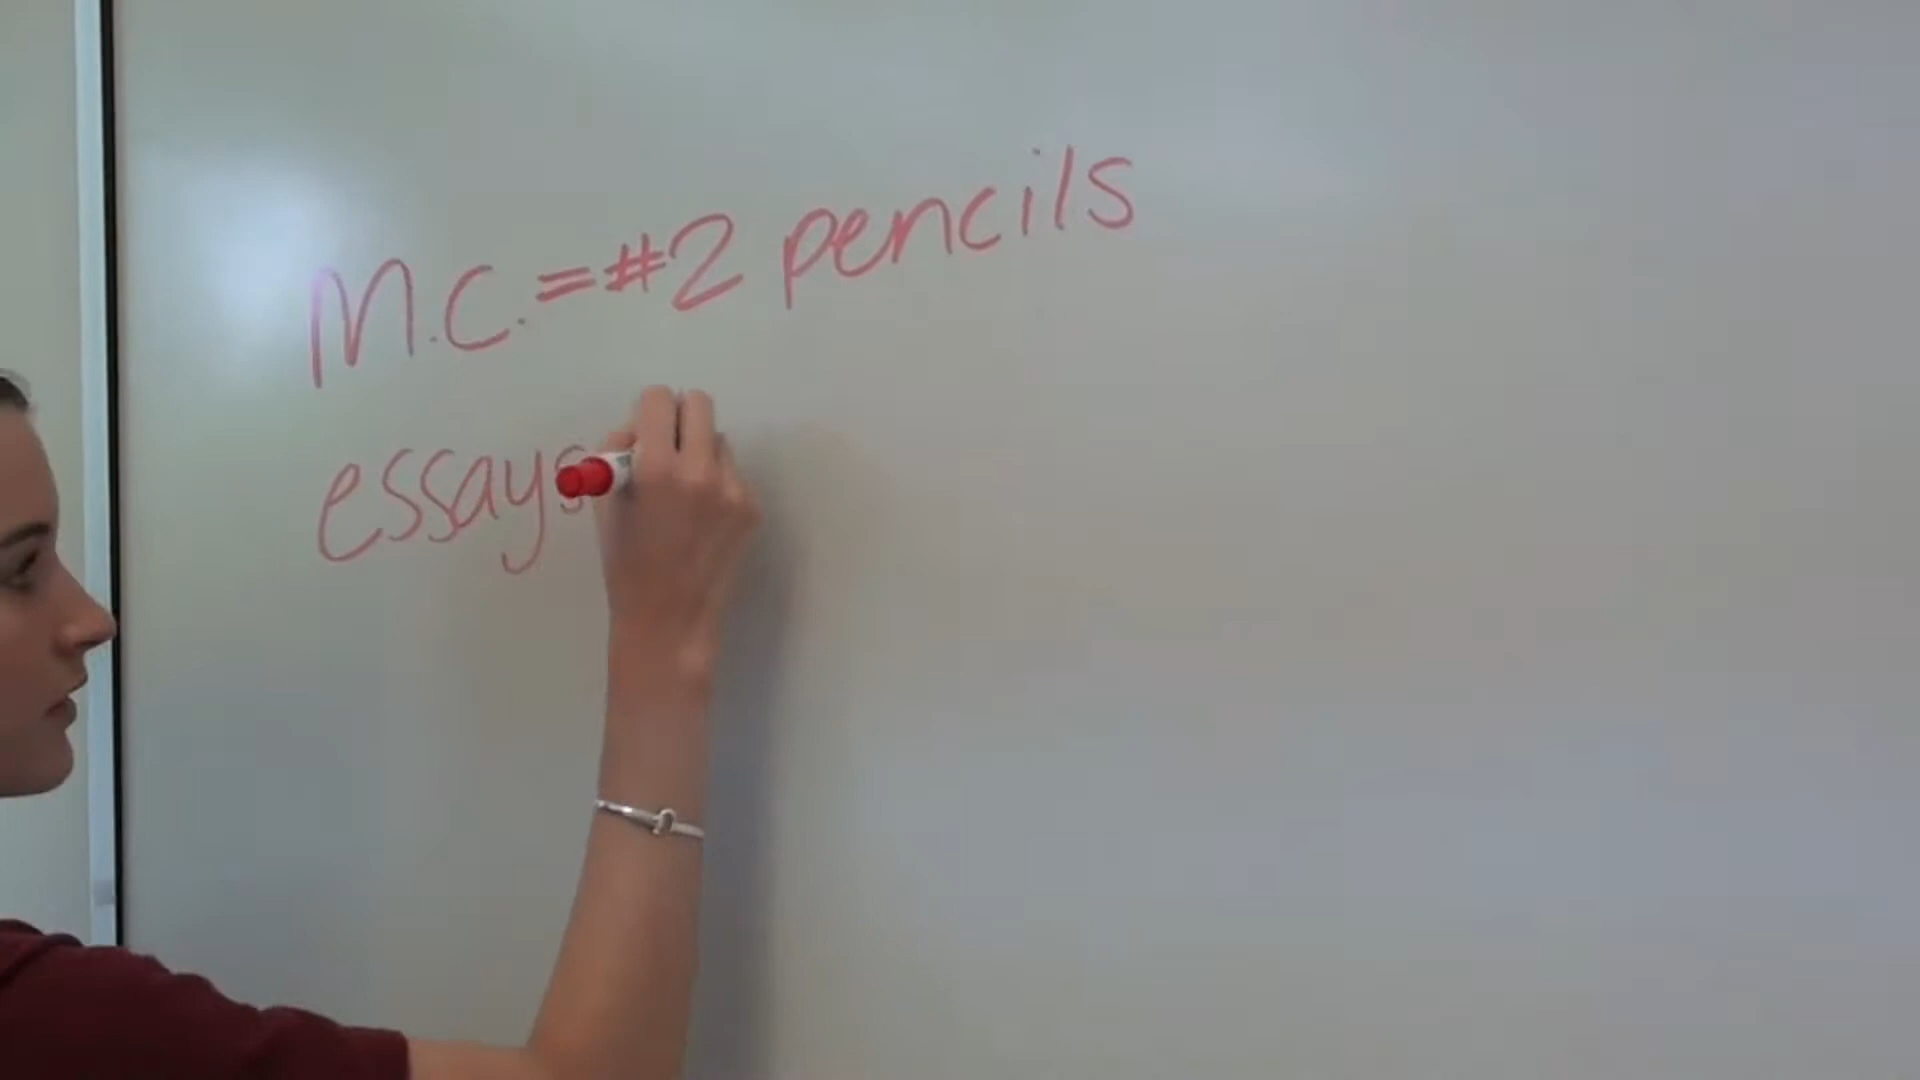 M.C. = #2 pencils
essays